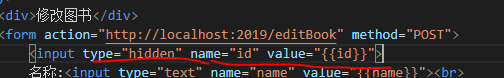 <div>修改图书</div>
<form action="http://localhost:2019/editBook" method="POST">
<input type="hidden" name="id" value="{{id}}">
名称:<input type="text" name="name" value="{{name}}"><br>